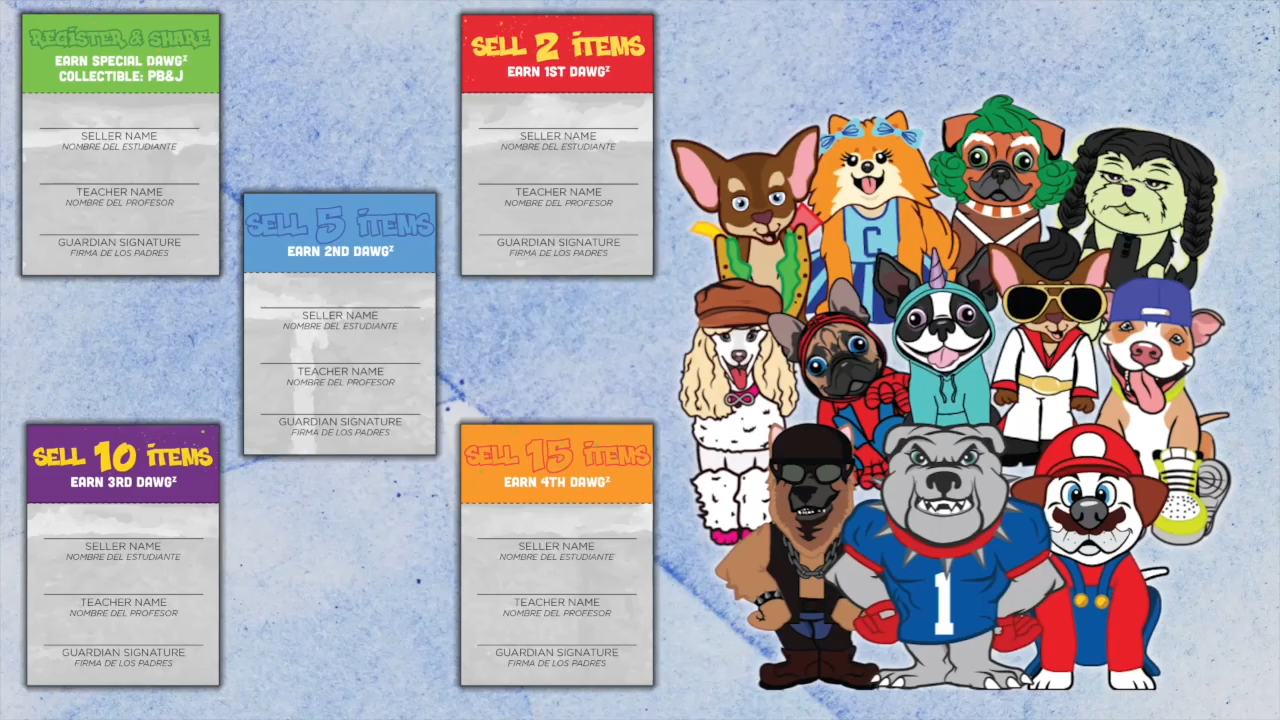 REGISTER & SHARE
EARN SPECIAL DAWGZ
COLLECTIBLE: PB&J
SELLER NAME
NOMBRE DEL ESTUDIANTE
TEACHER NAME
NOMBRE DEL PROFESOR
GUARDIAN SIGNATURE
FIRMA DE LOS PADRES
SELL 2 ITEMS
EARN 1ST DAWGZ
SELLER NAME
NOMBRE DEL ESTUDIANTE
TEACHER NAME
NOMBRE DEL PROFESOR
GUARDIAN SIGNATURE
FIRMA DE LOS PADRES
SELL 5 ITEMS
EARN 2ND DAWGZ
SELLER NAME
NOMBRE DEL ESTUDIANTE
TEACHER NAME
NOMBRE DEL PROFESOR
GUARDIAN SIGNATURE
FIRMA DE LOS PADRES
SELL 10 ITEMS
EARN 3RD DAWGZ
SELLER NAME
NOMBRE DEL ESTUDIANTE
TEACHER NAME
NOMBRE DEL PROFESOR
GUARDIAN SIGNATURE
FIRMA DE LOS PADRES
SELL 15 ITEMS
EARN 4TH DAWGZ
SELLER NAME
NOMBRE DEL ESTUDIANTE
TEACHER NAME
NOMBRE DEL PROFESOR
GUARDIAN SIGNATURE
FIRMA DE LOS PADRES
C
1